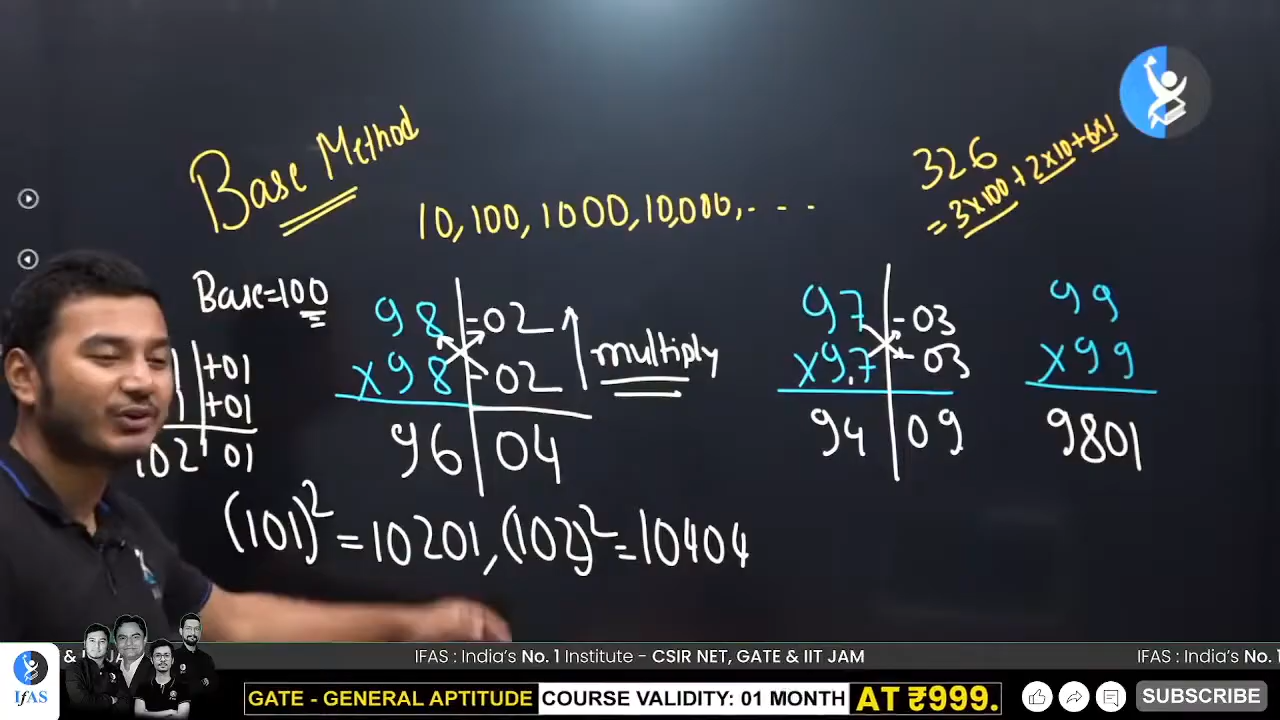 Base Method
326
= 3×100 + 2×10 + 6×1
10, 100, 1000, 10,000, - - -
Base=100
1 | +01
1 | +01
102 | 01
98 | -02
×98 | -02
96 | 04
multiply
97 | -03
×97 | -03
94 | 09
99
×99
9801
(101)² = 10201, (102)² = 10404
IFAS : India's No. 1 Institute - CSIR NET, GATE & IIT JAM
IFAS : India's No. 1
IfAS
GATE - GENERAL APTITUDE COURSE VALIDITY: 01 MONTH AT ₹999.
SUBSCRIBE